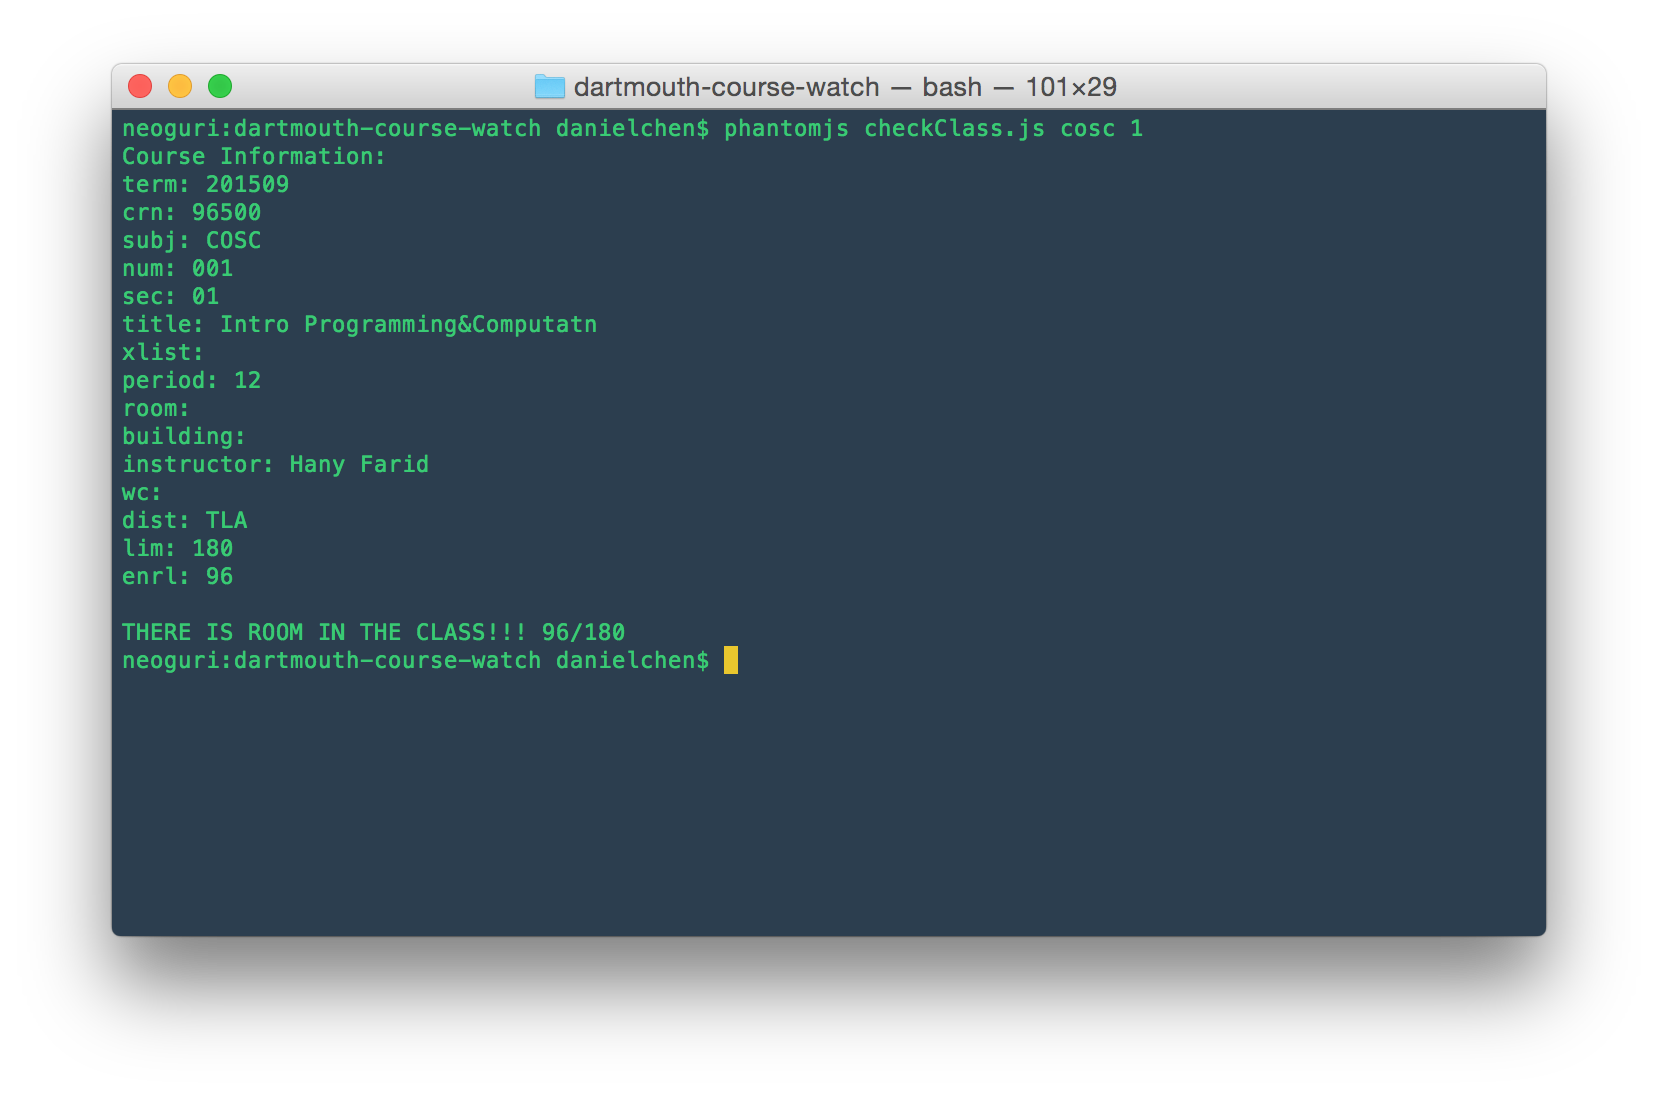 dartmouth-course-watch — bash — 101×29
neoguri:dartmouth-course-watch danielchen$ phantomjs checkClass.js cosc 1
Course Information:
term: 201509
crn: 96500
subj: COSC
num: 001
sec: 01
title: Intro Programming&Computatn
xlist:
period: 12
room:
building:
instructor: Hany Farid
wc:
dist: TLA
lim: 180
enrl: 96
THERE IS ROOM IN THE CLASS!!! 96/180
neoguri:dartmouth-course-watch danielchen$